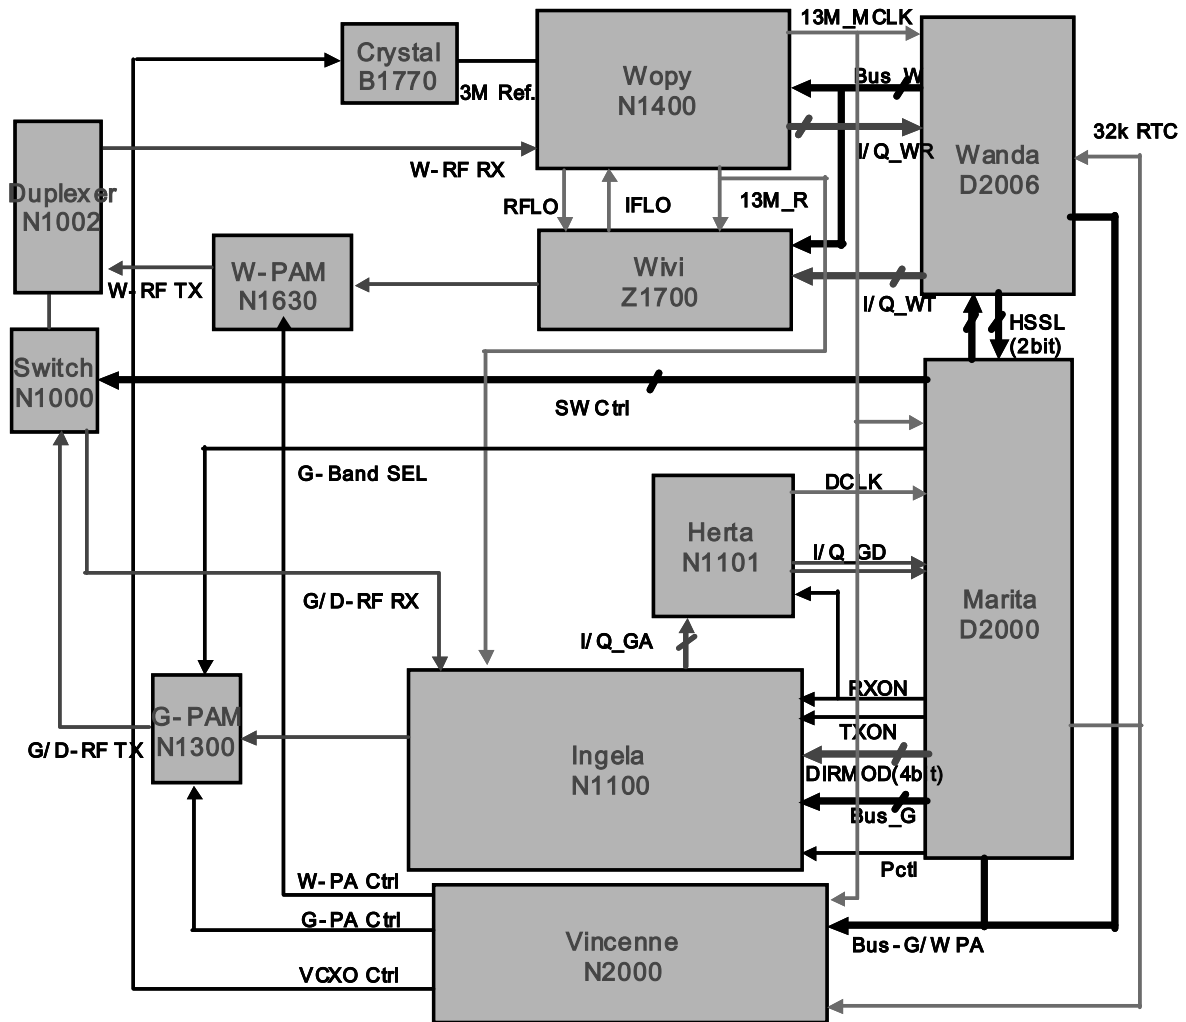 13M_MCLK
Crystal
B1770
3M Ref.
Wopy
N1400
Bus_W
I/Q_WR
Wanda
D2006
32k RTC
Duplexer
N1002
W-RF RX
RFLO
IFLO
13M_R
W-PAM
N1630
W-RF TX
Wivi
Z1700
I/Q_WT
HSSL
(2bit)
Switch
N1000
SW Ctrl
G-Band SEL
DCLK
Herta
N1101
I/Q_GD
G/D-RF RX
I/Q_GA
Marita
D2000
RXON
G-PAM
N1300
G/D-RF TX
Ingela
N1100
TXON
DIRMOD(4bit)
Bus_G
Pctl
W-PA Ctrl
G-PA Ctrl
VCXO Ctrl
Vincenne
N2000
Bus-G/W PA